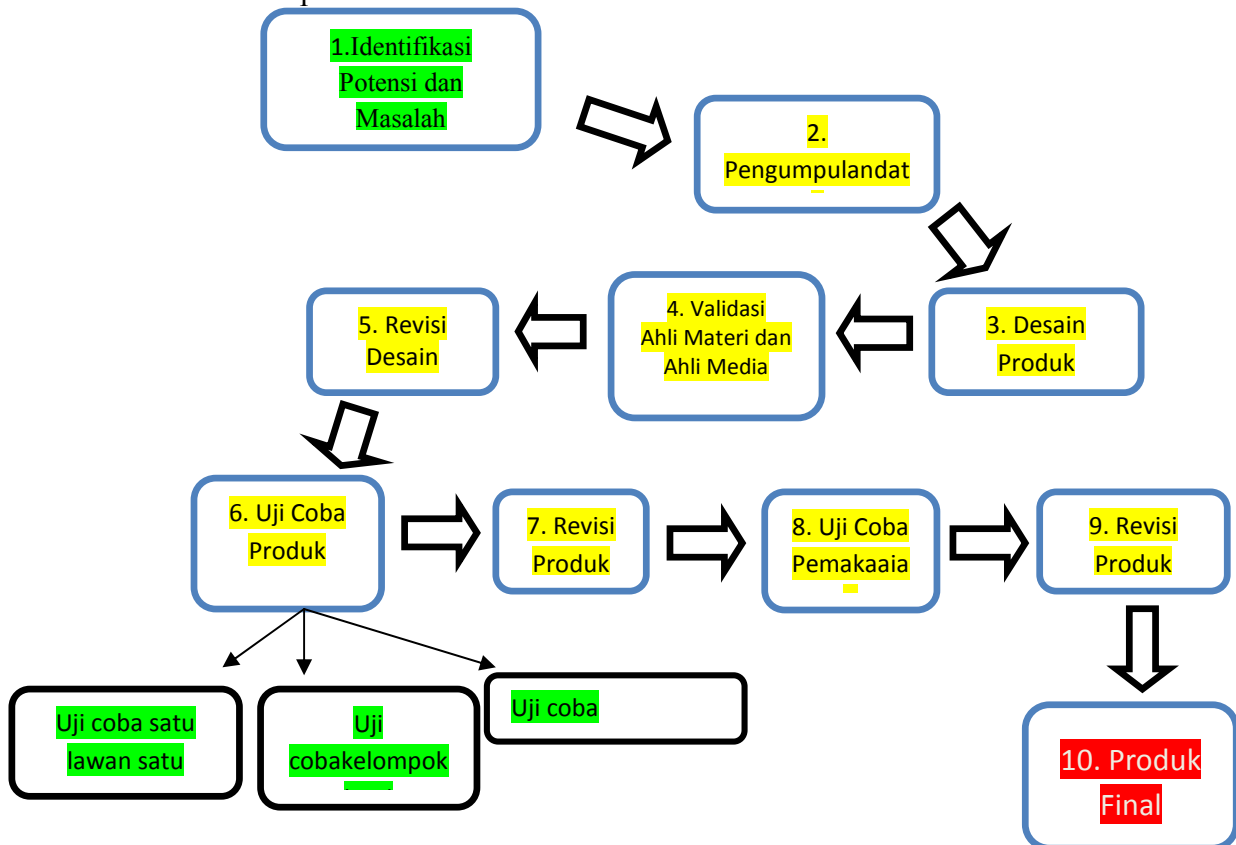 1.Identifikasi
Potensi dan
Masalah
2.
Pengumpulandat
3. Desain
Produk
4. Validasi
Ahli Materi dan
Ahli Media
5. Revisi
Desain
6. Uji Coba
Produk
7. Revisi
Produk
8. Uji Coba
Pemakaaia
9. Revisi
Produk
Uji coba satu
lawan satu
Uji
cobakelompok
Uji coba
10. Produk
Final